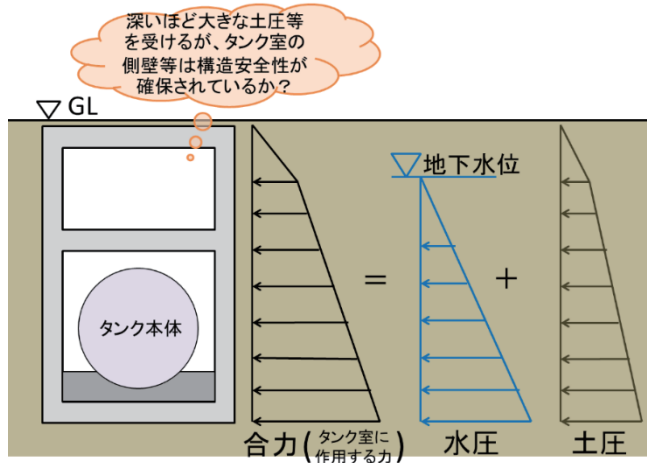 深いほど大きな土圧等
を受けるが、タンク室の
側壁等は構造安全性が
確保されているか？
GL
地下水位
=
+
タンク本体
合力(タンク室に
作用する力)
水圧
土圧